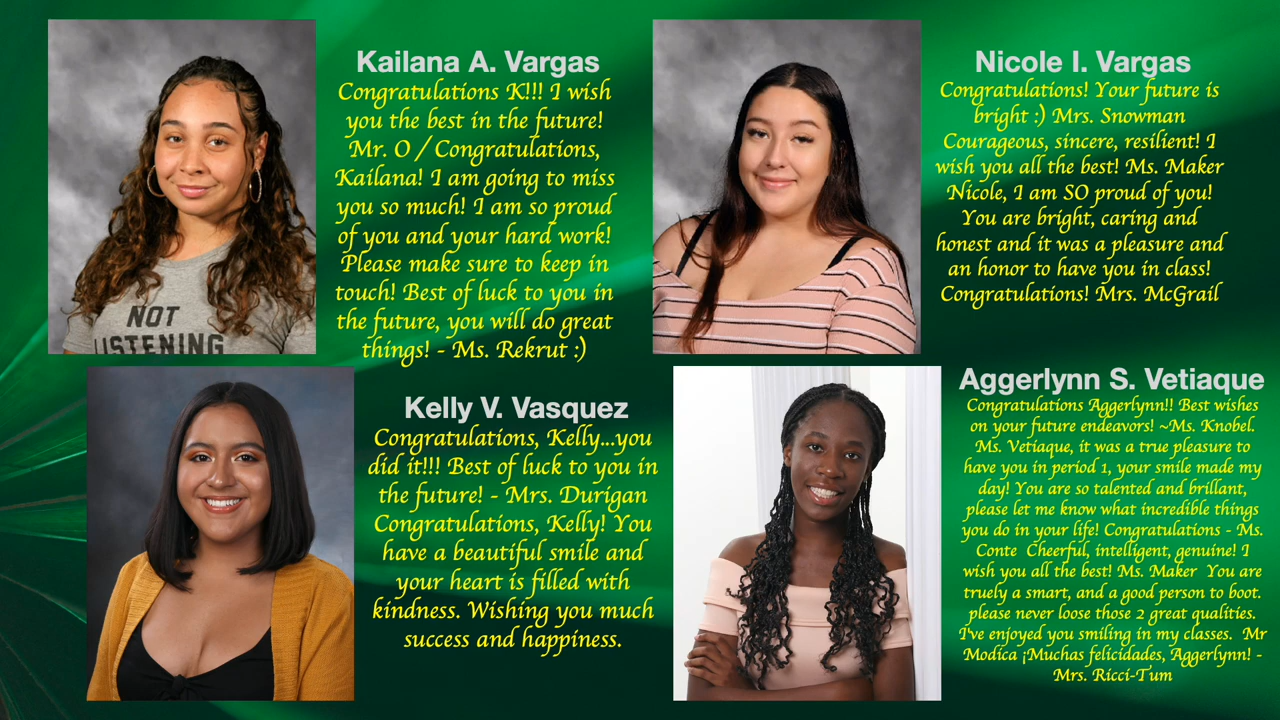 Kailana A. Vargas
Congratulations K!!! I wish
you the best in the future!
Mr. O / Congratulations,
Kailana! I am going to miss
you so much! I am so proud
of you and your hard work!
Please make sure to keep in
touch! Best of luck to you in
the future, you will do great
things! - Ms. Rekrut :)
NOT
LISTENING
Nicole I. Vargas
Congratulations! Your future is
bright :) Mrs. Snowman
Courageous, sincere, resilient! I
wish you all the best! Ms. Maker
Nicole, I am SO proud of you!
You are bright, caring and
honest and it was a pleasure and
an honor to have you in class!
Congratulations! Mrs. McGrail
Kelly V. Vasquez
Congratulations, Kelly...you
did it!!! Best of luck to you in
the future! - Mrs. Durigan
Congratulations, Kelly! You
have a beautiful smile and
your heart is filled with
kindness. Wishing you much
success and happiness.
Aggerlynn S. Vetiaque
Congratulations Aggerlynn!! Best wishes
on your future endeavors! ~Ms. Knobel.
Ms. Vetiaque, it was a true pleasure to
have you in period 1, your smile made my
day! You are so talented and brillant,
please let me know what incredible things
you do in your life! Congratulations - Ms.
Conte  Cheerful, intelligent, genuine! I
wish you all the best! Ms. Maker  You are
truely a smart, and a good person to boot.
please never loose those 2 great qualities.
I've enjoyed you smiling in my classes.  Mr
Modica ¡Muchas felicidades, Aggerlynn! -
Mrs. Ricci-Tum